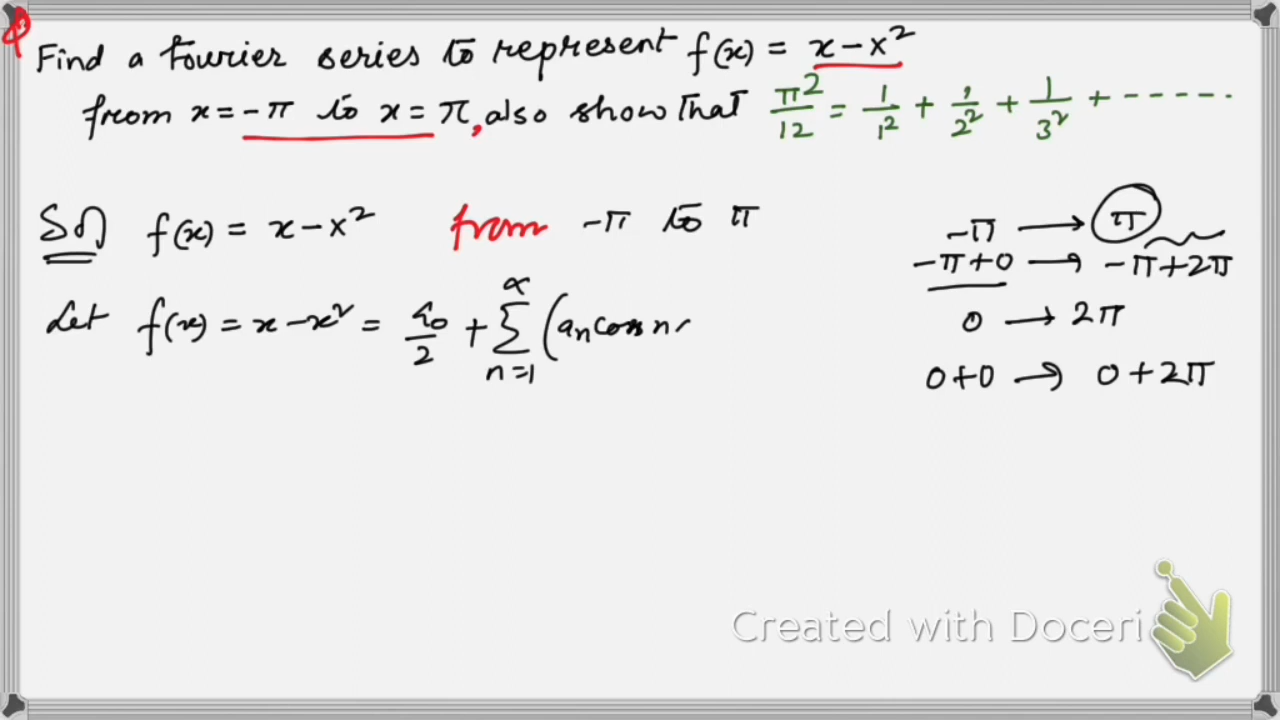 Find a Fourier series to represent f(x) = x - x²
from x = -π to x = π, also show that π²/12 = 1/1² + 1/2² + 1/3² + - - - - - .
Sol f(x) = x - x² from -π to π
-π → π
-π+0 → -π+2π
Let f(x) = x - x² = a₀/2 + ∑ n=1 ∝ (aₙ cos n
0 → 2π
0+0 → 0+2π
Created with Doceri